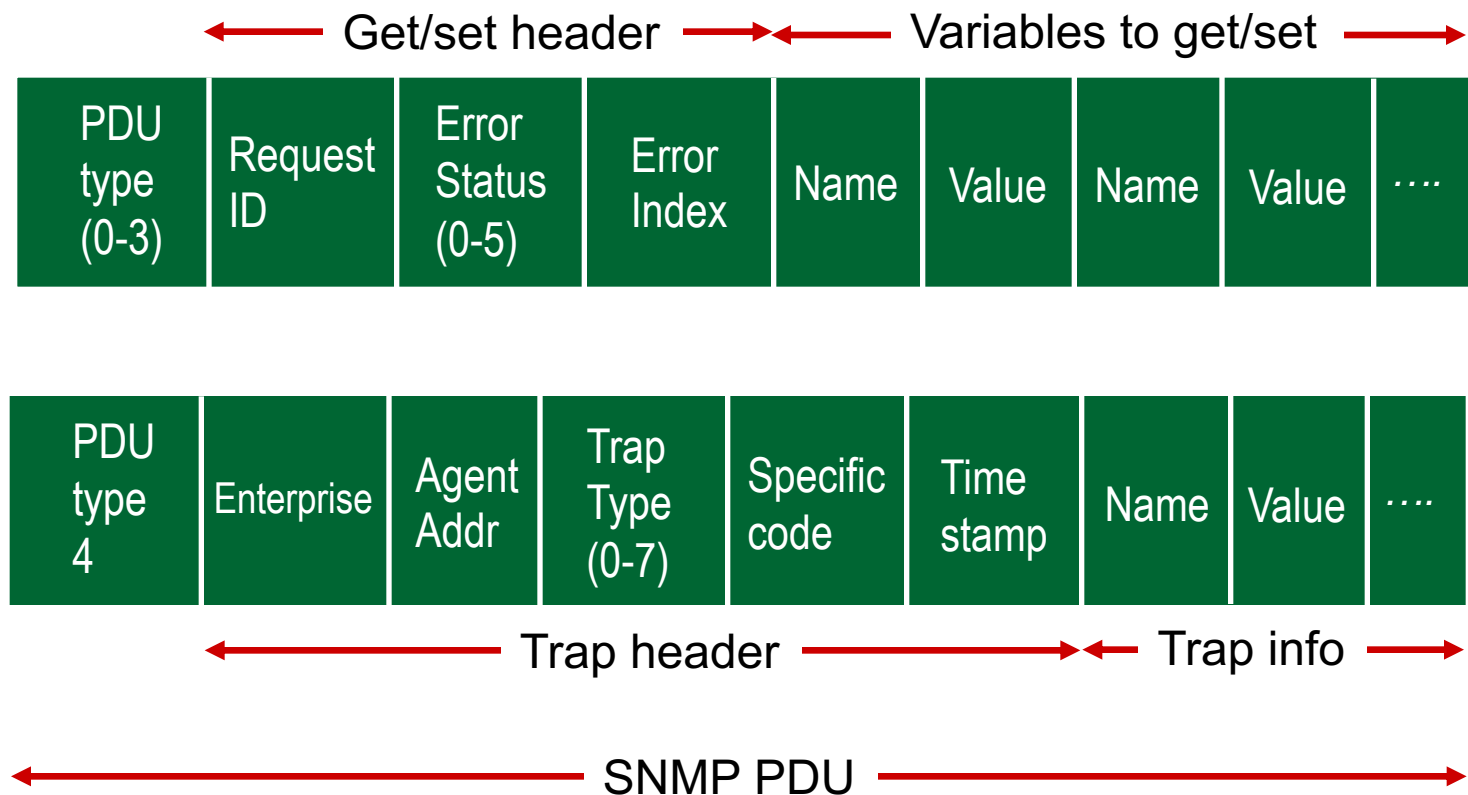 Get/set header Variables to get/set
PDU
type
(0-3)
Request
ID
Error
Status
(0-5)
Error
Index
Name
Value
Name
Value
....
PDU
type
4
Enterprise
Agent
Addr
Trap
Type
(0-7)
Specific
code
Time
stamp
Name
Value
....
Trap header Trap info
SNMP PDU